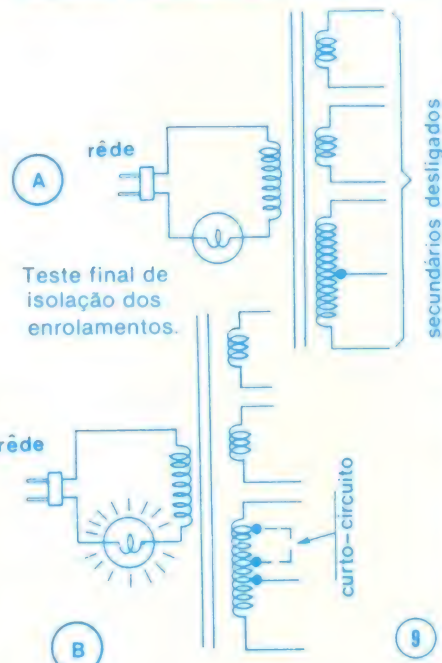 rêde
A
secundários desligados
Teste final de
isolação dos
enrolamentos.
rêde
curto-circuito
B
9